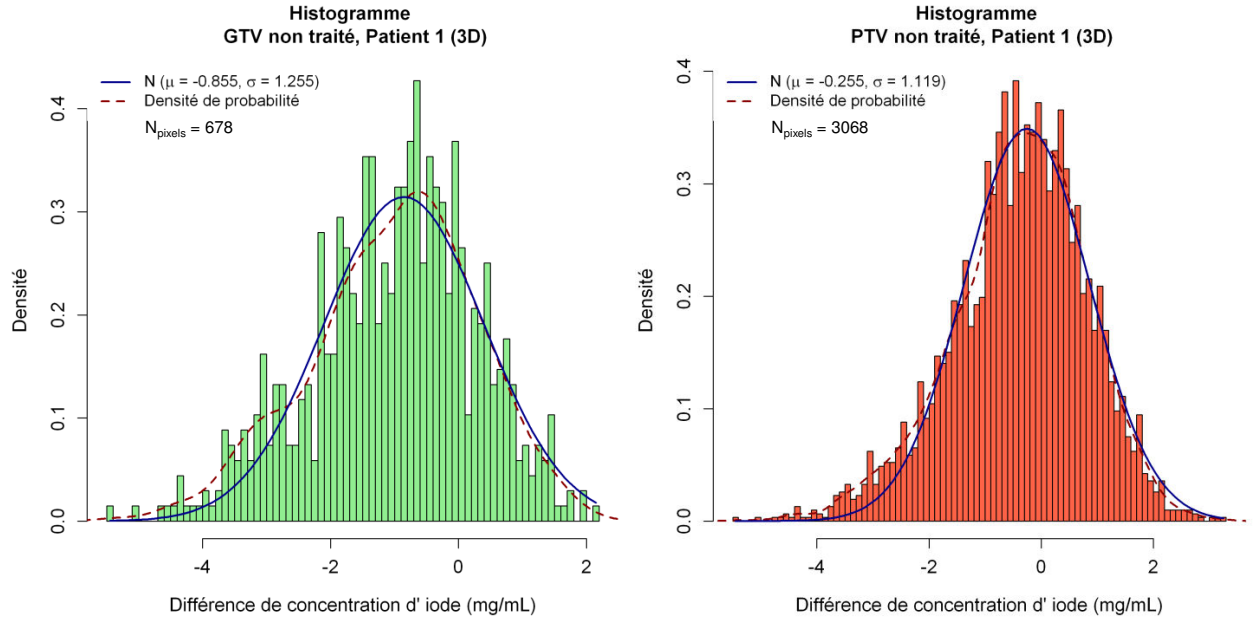 Histogramme
GTV non traité, Patient 1 (3D)
N (μ = -0.855, σ = 1.255)
Densité de probabilité
Npixels = 678
Densité
0.0
0.1
0.2
0.3
0.4
-4
-2
0
2
Différence de concentration d' iode (mg/mL)
Histogramme
PTV non traité, Patient 1 (3D)
N (μ = -0.255, σ = 1.119)
Densité de probabilité
Npixels = 3068
Densité
0.0
0.1
0.2
0.3
0.4
-4
-2
0
2
Différence de concentration d' iode (mg/mL)